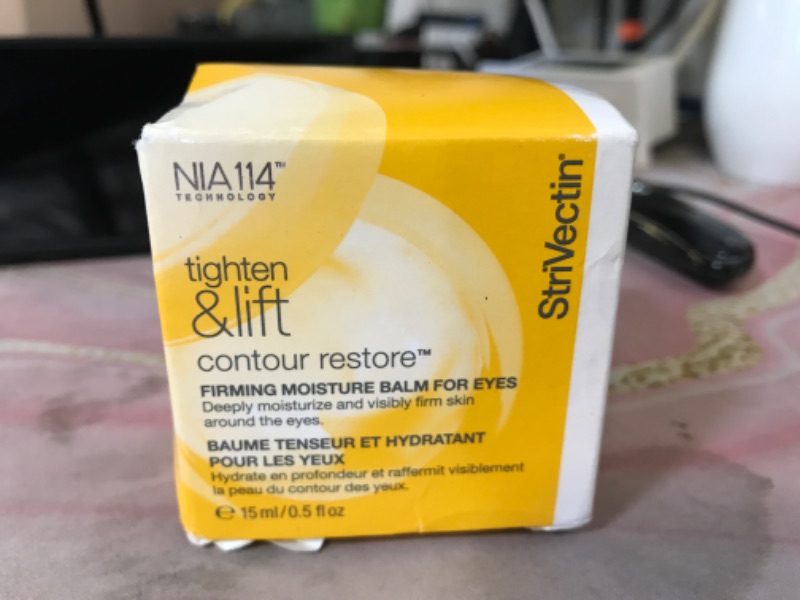 NIA114™
TECHNOLOGY
tighten
&lift
contour restore™
FIRMING MOISTURE BALM FOR EYES
Deeply moisturize and visibly firm skin
around the eyes.
BAUME TENSEUR ET HYDRATANT
POUR LES YEUX
Hydrate en profondeur et raffermit visiblement
la peau du contour des yeux.
℮ 15 ml/0.5 fl oz
StriVectin®